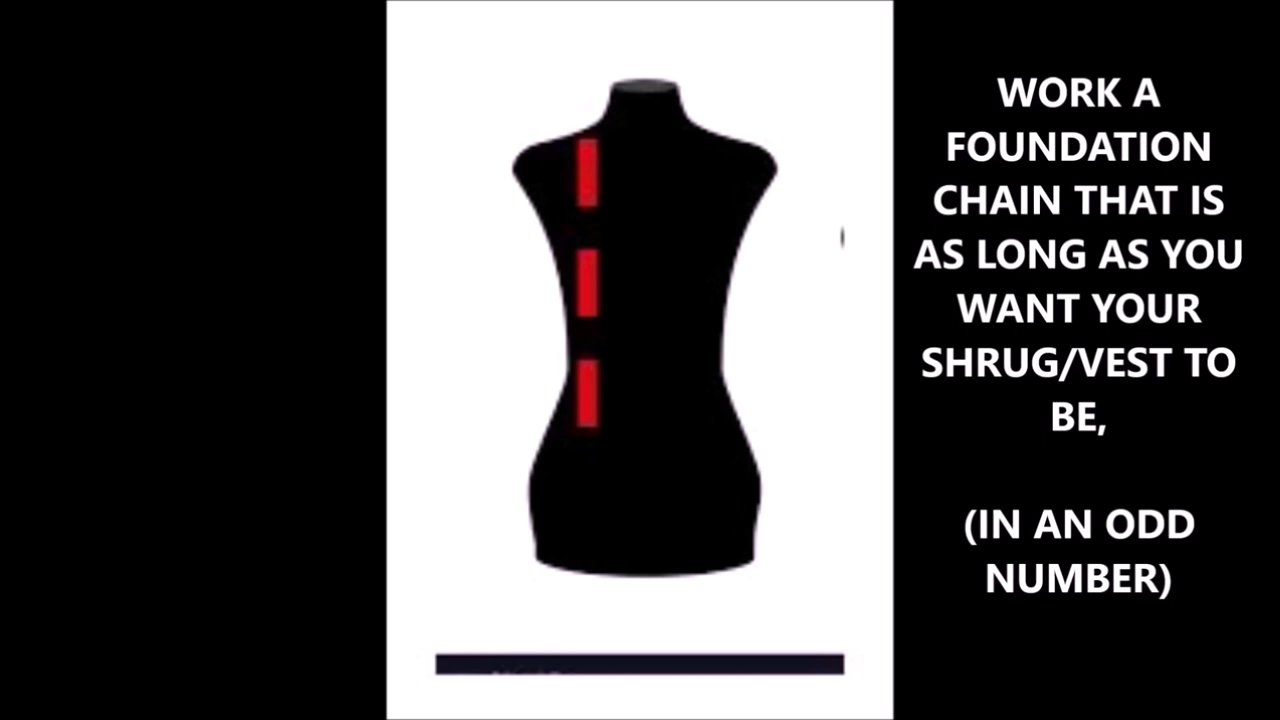 WORK A
FOUNDATION
CHAIN THAT IS
AS LONG AS YOU
WANT YOUR
SHRUG/VEST TO
BE,
(IN AN ODD
NUMBER)